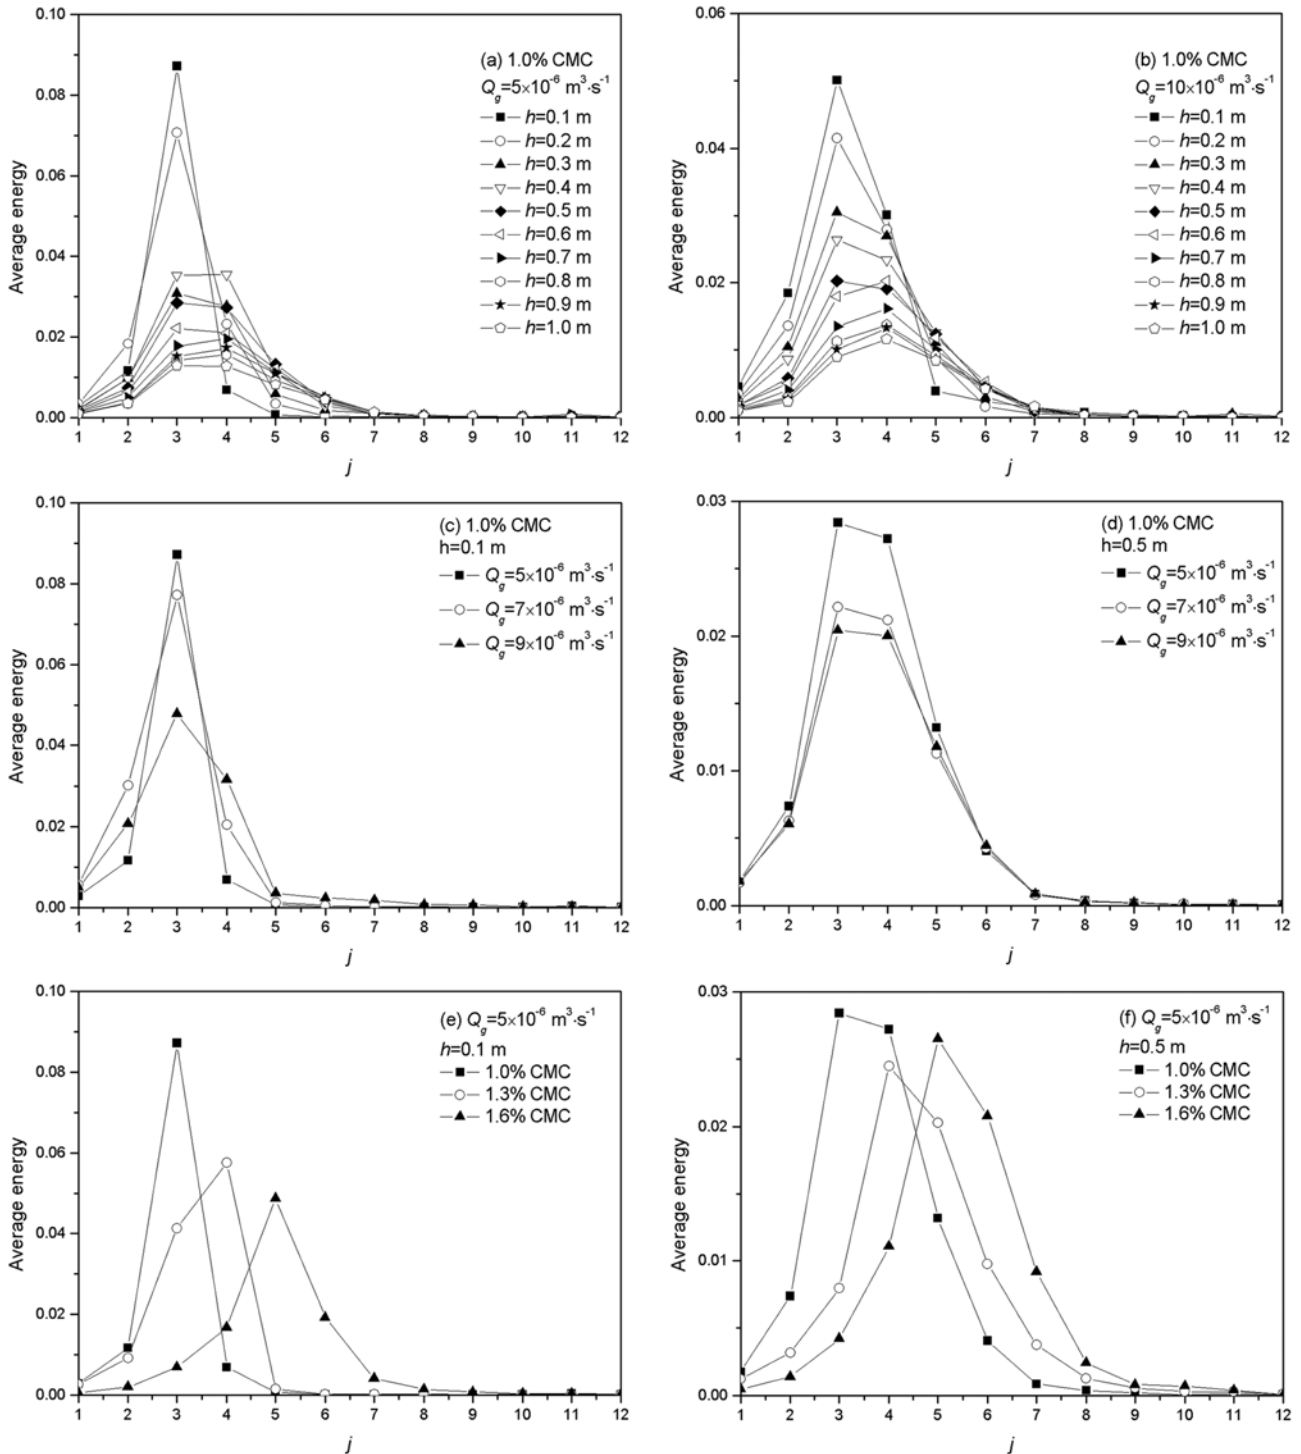 0.10
0.08
0.06
0.04
0.02
0.00
Average energy
(a) 1.0% CMC
Q_g=5×10⁻⁶ m³·s⁻¹
h=0.1 m
h=0.2 m
h=0.3 m
h=0.4 m
h=0.5 m
h=0.6 m
h=0.7 m
h=0.8 m
h=0.9 m
h=1.0 m
1 2 3 4 5 6 7 8 9 10 11 12
j
0.06
0.04
0.02
0.00
Average energy
(b) 1.0% CMC
Q_g=10×10⁻⁶ m³·s⁻¹
h=0.1 m
h=0.2 m
h=0.3 m
h=0.4 m
h=0.5 m
h=0.6 m
h=0.7 m
h=0.8 m
h=0.9 m
h=1.0 m
1 2 3 4 5 6 7 8 9 10 11 12
j
0.10
0.08
0.06
0.04
0.02
0.00
Average energy
(c) 1.0% CMC
h=0.1 m
Q_g=5×10⁻⁶ m³·s⁻¹
Q_g=7×10⁻⁶ m³·s⁻¹
Q_g=9×10⁻⁶ m³·s⁻¹
1 2 3 4 5 6 7 8 9 10 11 12
j
0.03
0.02
0.01
0.00
Average energy
(d) 1.0% CMC
h=0.5 m
Q_g=5×10⁻⁶ m³·s⁻¹
Q_g=7×10⁻⁶ m³·s⁻¹
Q_g=9×10⁻⁶ m³·s⁻¹
1 2 3 4 5 6 7 8 9 10 11 12
j
0.10
0.08
0.06
0.04
0.02
0.00
Average energy
(e) Q_g=5×10⁻⁶ m³·s⁻¹
h=0.1 m
1.0% CMC
1.3% CMC
1.6% CMC
1 2 3 4 5 6 7 8 9 10 11 12
j
0.03
0.02
0.01
0.00
Average energy
(f) Q_g=5×10⁻⁶ m³·s⁻¹
h=0.5 m
1.0% CMC
1.3% CMC
1.6% CMC
1 2 3 4 5 6 7 8 9 10 11 12
j